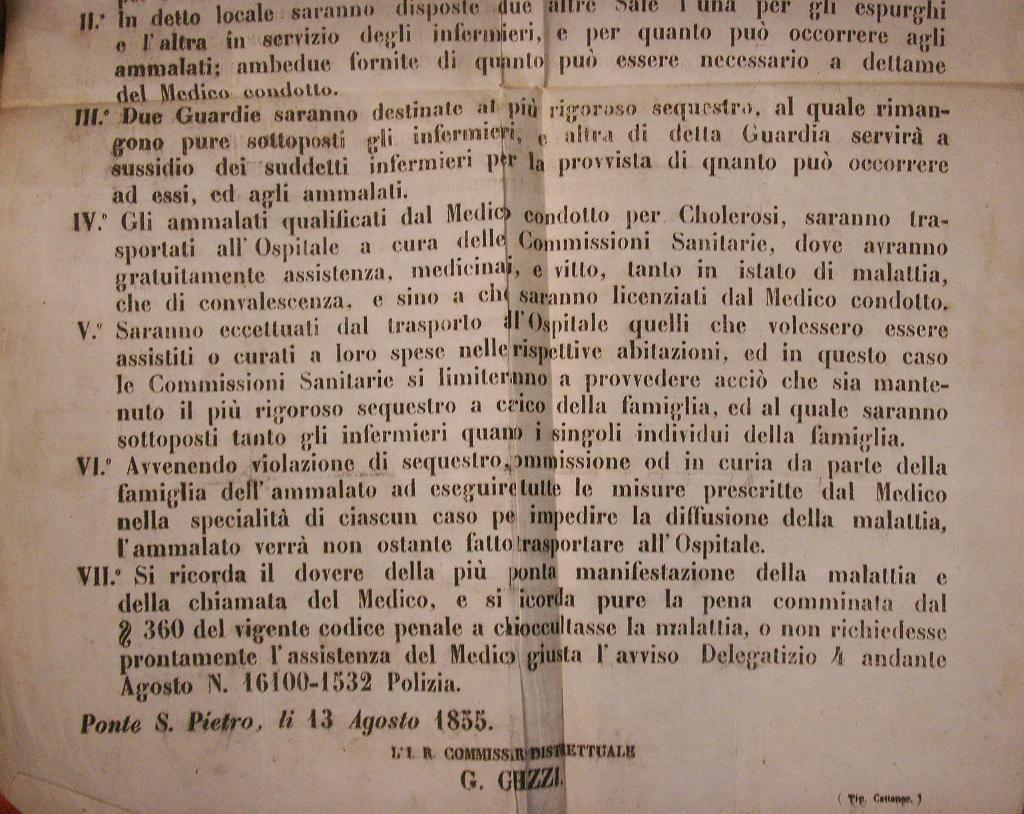 II.° In detto locale saranno disposte due altre Sale l'una per gli espurghi
e l'altra in servizio degli infermieri, e per quanto può occorrere agli
ammalati; ambedue fornite di quanto può essere necessario a dettame
del Medico condotto.
III.° Due Guardie saranno destinate al più rigoroso sequestro, al quale riman-
gono pure sottoposti gli infermieri, e altra di detta Guardia servirà a
sussidio dei suddetti infermieri per la provvista di qnanto può occorrere
ad essi, ed agli ammalati.
IV.° Gli ammalati qualificati dal Medico condotto per Cholerosi, saranno tra-
sportati all'Ospitale a cura delle Commissioni Sanitarie, dove avranno
gratuitamente assistenza, medicinai, e vitto, tanto in istato di malattia,
che di convalescenza, e sino a che saranno licenziati dal Medico condotto.
V.° Saranno eccettuati dal trasporto all'Ospitale quelli che volessero essere
assistiti o curati a loro spese nelle rispettive abitazioni, ed in questo caso
le Commissioni Sanitarie si limiteranno a provvedere acciò che sia mante-
nuto il più rigoroso sequestro a carico della famiglia, ed al quale saranno
sottoposti tanto gli infermieri quano i singoli individui della famiglia.
VI.° Avvenendo violazione di sequestro, ommissione od in curia da parte della
famiglia dell'ammalato ad eseguire tutte le misure prescritte dal Medico
nella specialità di ciascun caso pe impedire la diffusione della malattia,
l'ammalato verrà non ostante fatto trasportare all'Ospitale.
VII.° Si ricorda il dovere della più ponta manifestazione della malattia e
della chiamata del Medico, e si icorda pure la pena comminata dal
§ 360 del vigente codice penale a chi occultasse la malattia, o non richiedesse
prontamente l'assistenza del Medico giusta l'avviso Delegatizio 4 andante
Agosto N. 16100-1532 Polizia.
Ponte S. Pietro, li 13 Agosto 1855.
L'I. R. COMMISSAR DISTRETTUALE
G. GHZZI.
( Tip. Cattaneo. )